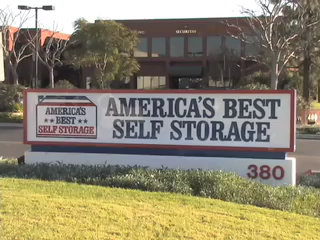 AMERICA'S
BEST
SELF STORAGE
AMERICA'S BEST
SELF STORAGE
380